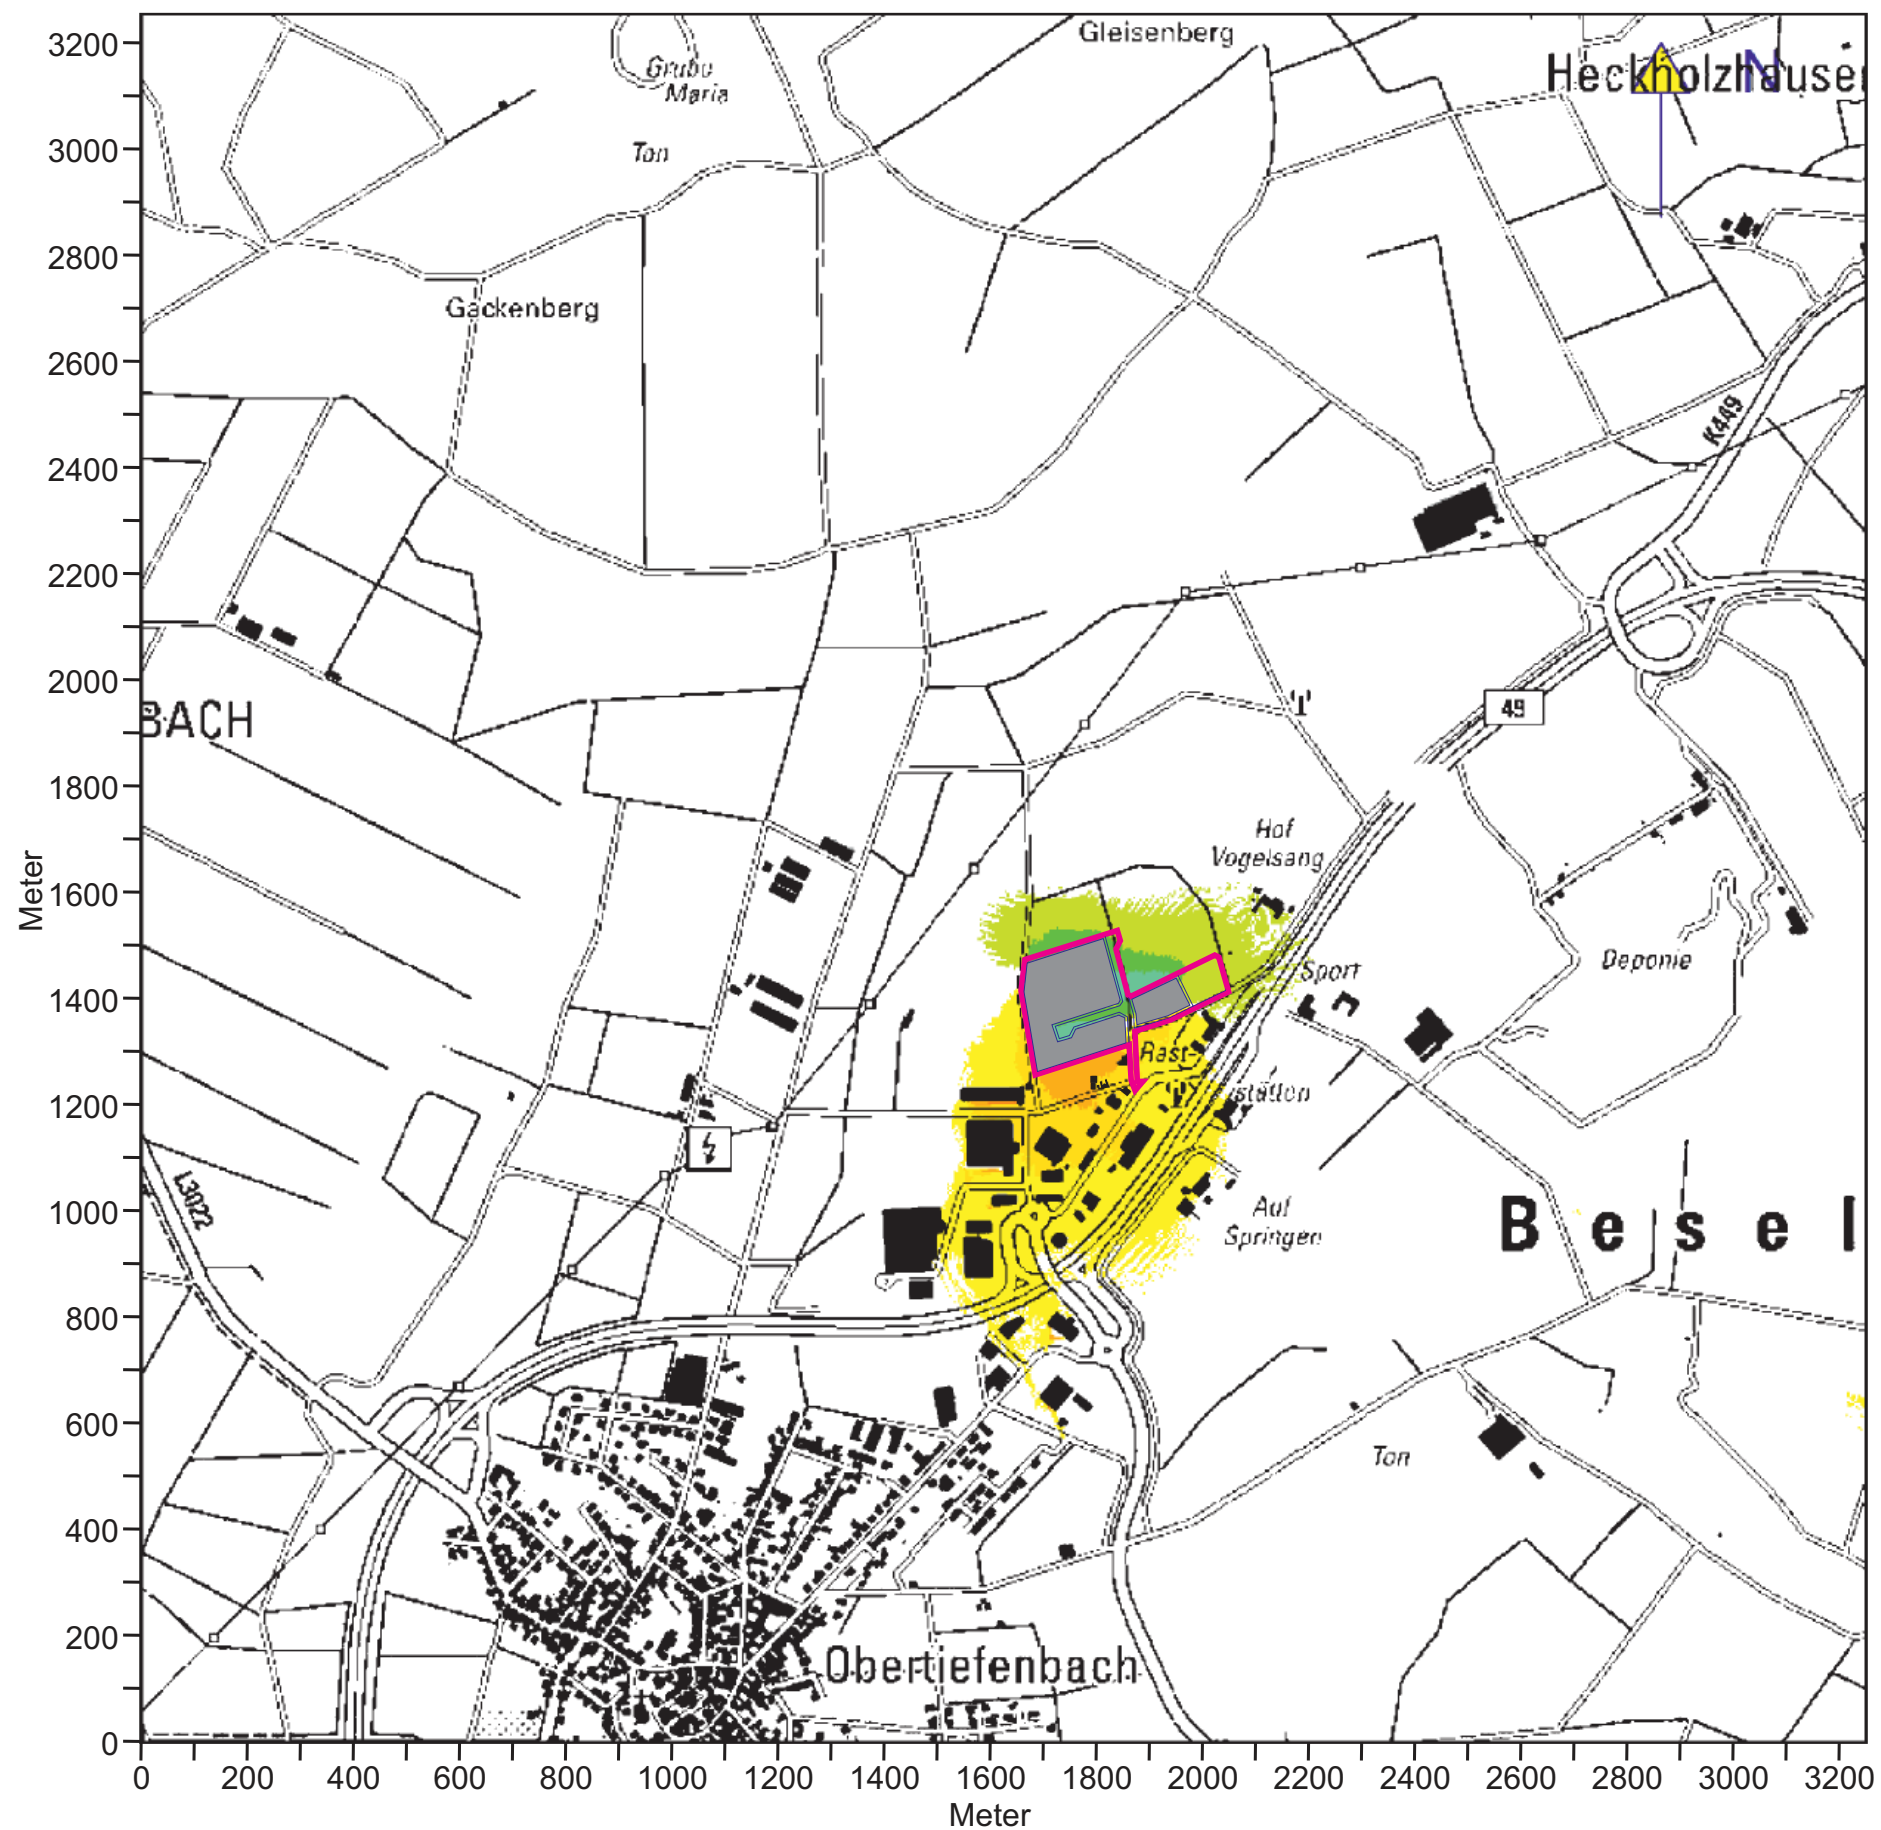 Gleisenberg
Grube
Maria
Heckholzhausen
N
Ton
Gackenberg
K449
BACH
49
Hof
Vogelsang
Sport
Deponie
Rast-
stätten
L3022
Auf
Springen
Besel
Ton
Obertiefenbach
3200
3000
2800
2600
2400
2200
2000
1800
1600
1400
1200
1000
800
600
400
200
0
Meter
0 200 400 600 800 1000 1200 1400 1600 1800 2000 2200 2400 2600 2800 3000 3200
Meter